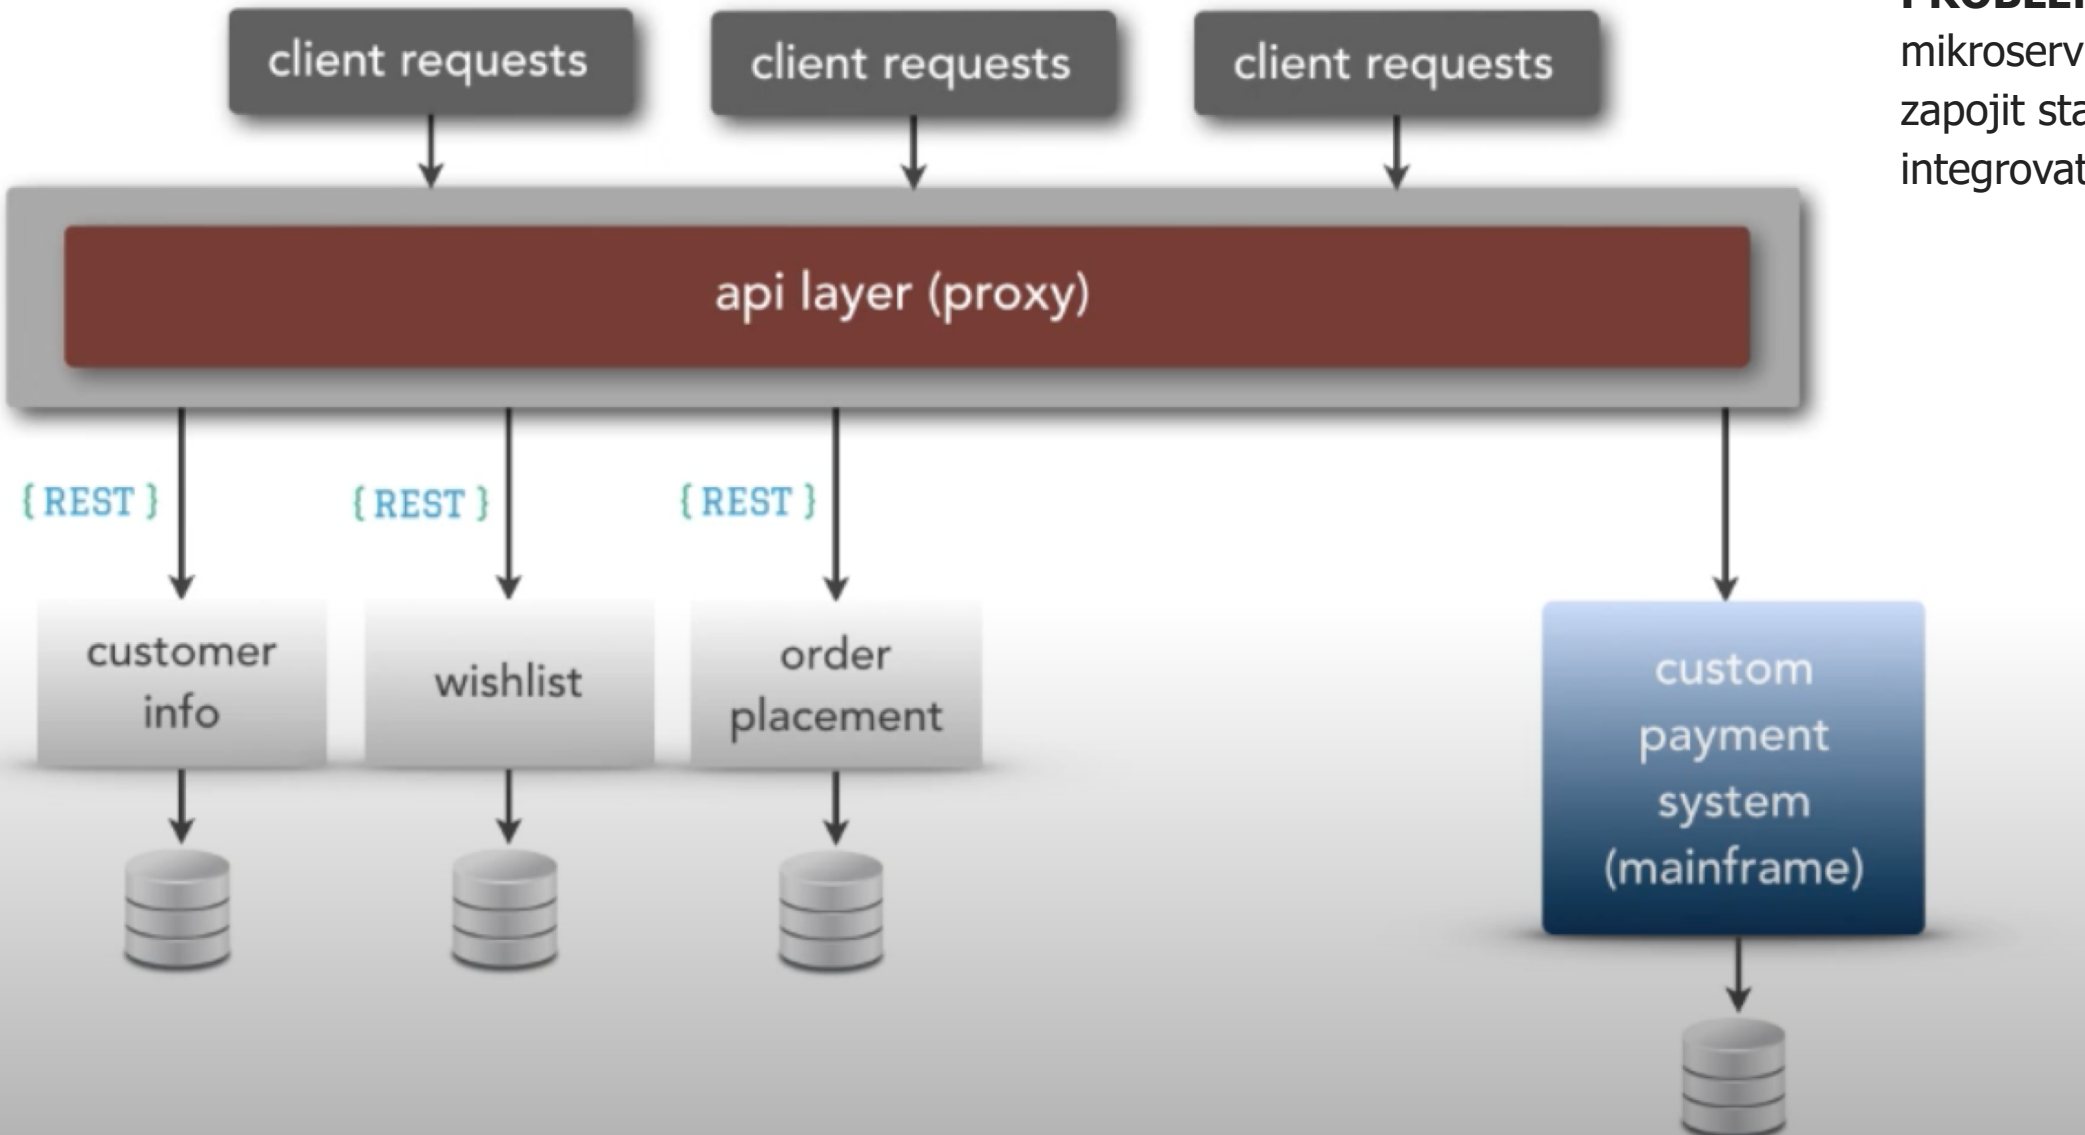 client requests
client requests
client requests
mikroserv
zapojit sta
integrovat
api layer (proxy)
{ REST }
{ REST }
{ REST }
customer
info
wishlist
order
placement
custom
payment
system
(mainframe)